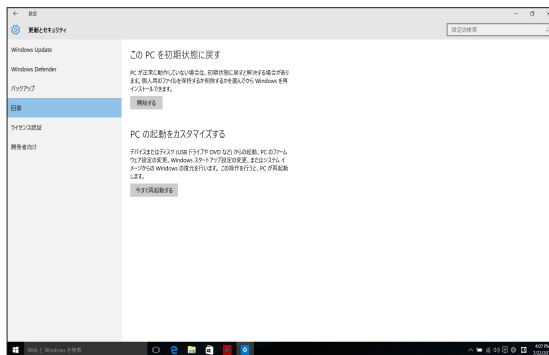 設定
更新とセキュリティ
設定の検索
Windows Update
Windows Defender
バックアップ
回復
ライセンス認証
開発者向け
この PC を初期状態に戻す
PC が正常に動作していない場合は、初期状態に戻すと解決する場合があり
ます。個人用のファイルを保持するか削除するかを選んでから Windows を再
インストールできます。
開始する
PC の起動をカスタマイズする
デバイスまたはディスク (USB ドライブや DVD など) からの起動、PC のファーム
ウェア設定の変更、Windows スタートアップ設定の変更、またはシステム イ
メージからの Windows の復元を行います。この操作を行うと、PC が再起動
します。
今すぐ再起動する
Web と Windows を検索
4:07 PM